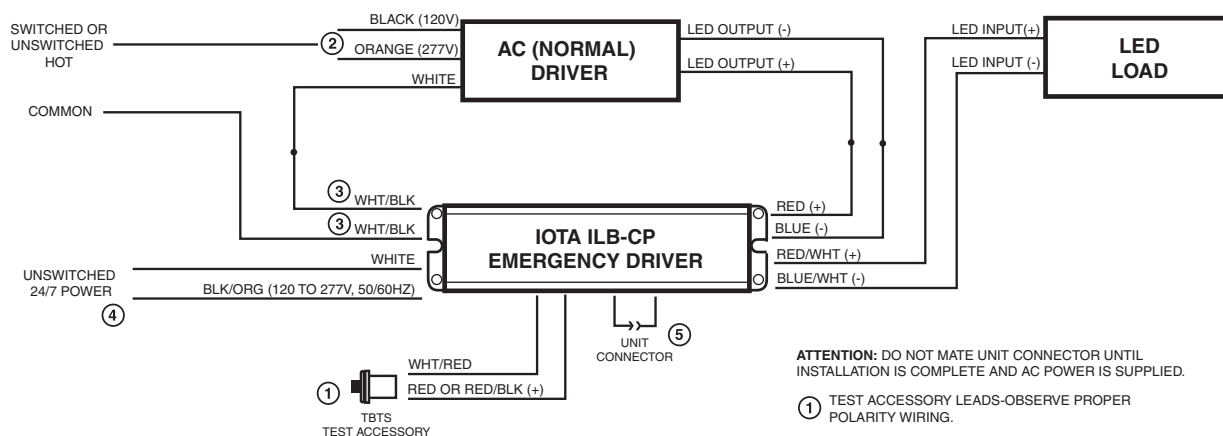 SWITCHED OR
UNSWITCHED
HOT
2
BLACK (120V)
ORANGE (277V)
WHITE
AC (NORMAL)
DRIVER
LED OUTPUT (-)
LED OUTPUT (+)
LED INPUT(+)
LED INPUT (-)
LED
LOAD
COMMON
3 WHT/BLK
3 WHT/BLK
WHITE
UNSWITCHED
24/7 POWER
4
BLK/ORG (120 TO 277V, 50/60HZ)
IOTA ILB-CP
EMERGENCY DRIVER
RED (+)
BLUE (-)
RED/WHT (+)
BLUE/WHT (-)
UNIT
CONNECTOR
5
WHT/RED
RED OR RED/BLK (+)
1
TBTS
TEST ACCESSORY
ATTENTION: DO NOT MATE UNIT CONNECTOR UNTIL
INSTALLATION IS COMPLETE AND AC POWER IS SUPPLIED.
1 TEST ACCESSORY LEADS-OBSERVE PROPER
POLARITY WIRING.